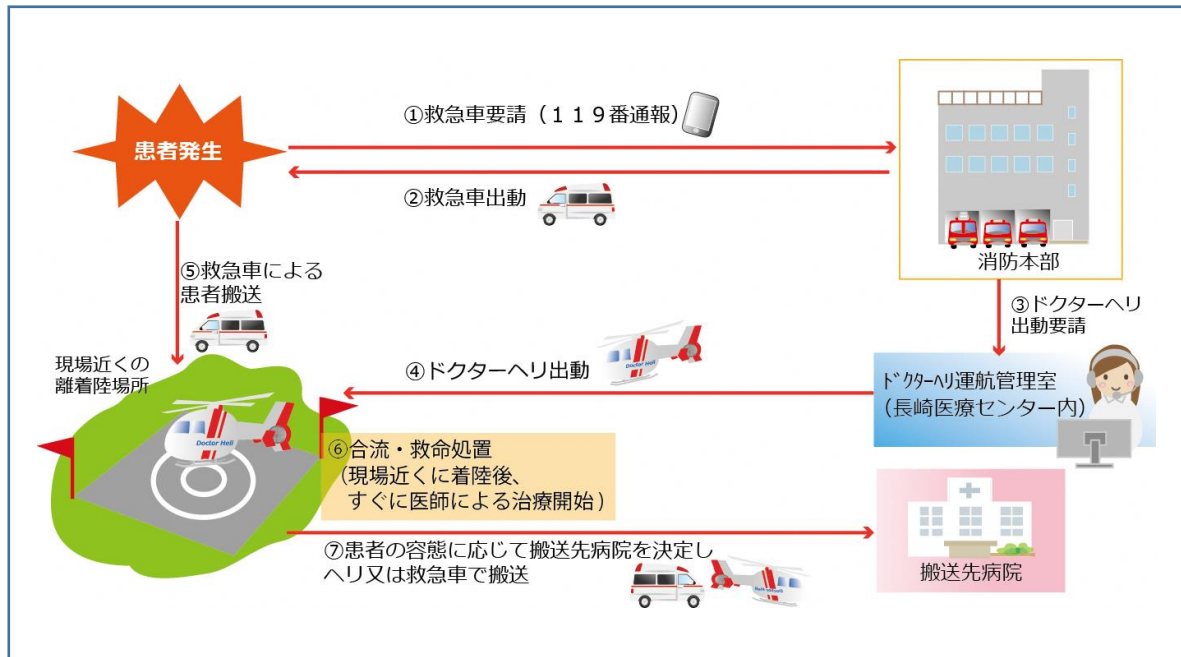 ①救急車要請（１１９番通報）
患者発生
②救急車出動
消防本部
③ドクターヘリ
出動要請
⑤救急車による
患者搬送
現場近くの
離着陸場所
④ドクターヘリ出動
Doctor Heli
ﾄﾞｸﾀｰﾍﾘ運航管理室
（長崎医療センター内）
Doctor Heli
⑥合流・救命処置
（現場近くに着陸後、
すぐに医師による治療開始）
⑦患者の容態に応じて搬送先病院を決定し
ヘリ又は救急車で搬送
搬送先病院